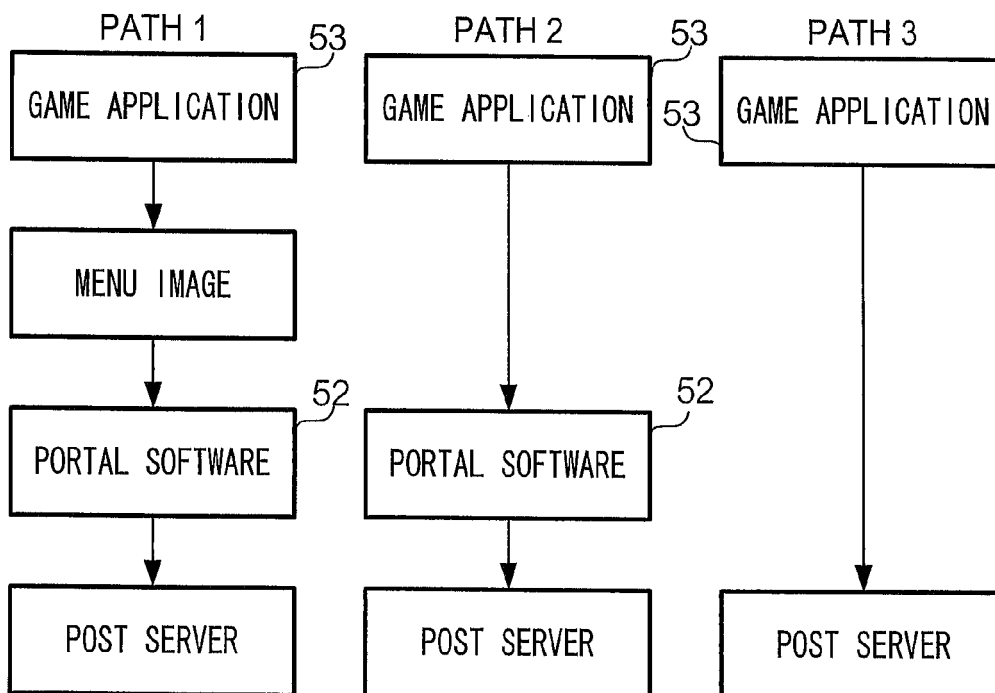 PATH 1
53
GAME APPLICATION
MENU IMAGE
52
PORTAL SOFTWARE
POST SERVER
PATH 2
53
GAME APPLICATION
52
PORTAL SOFTWARE
POST SERVER
PATH 3
53
GAME APPLICATION
POST SERVER